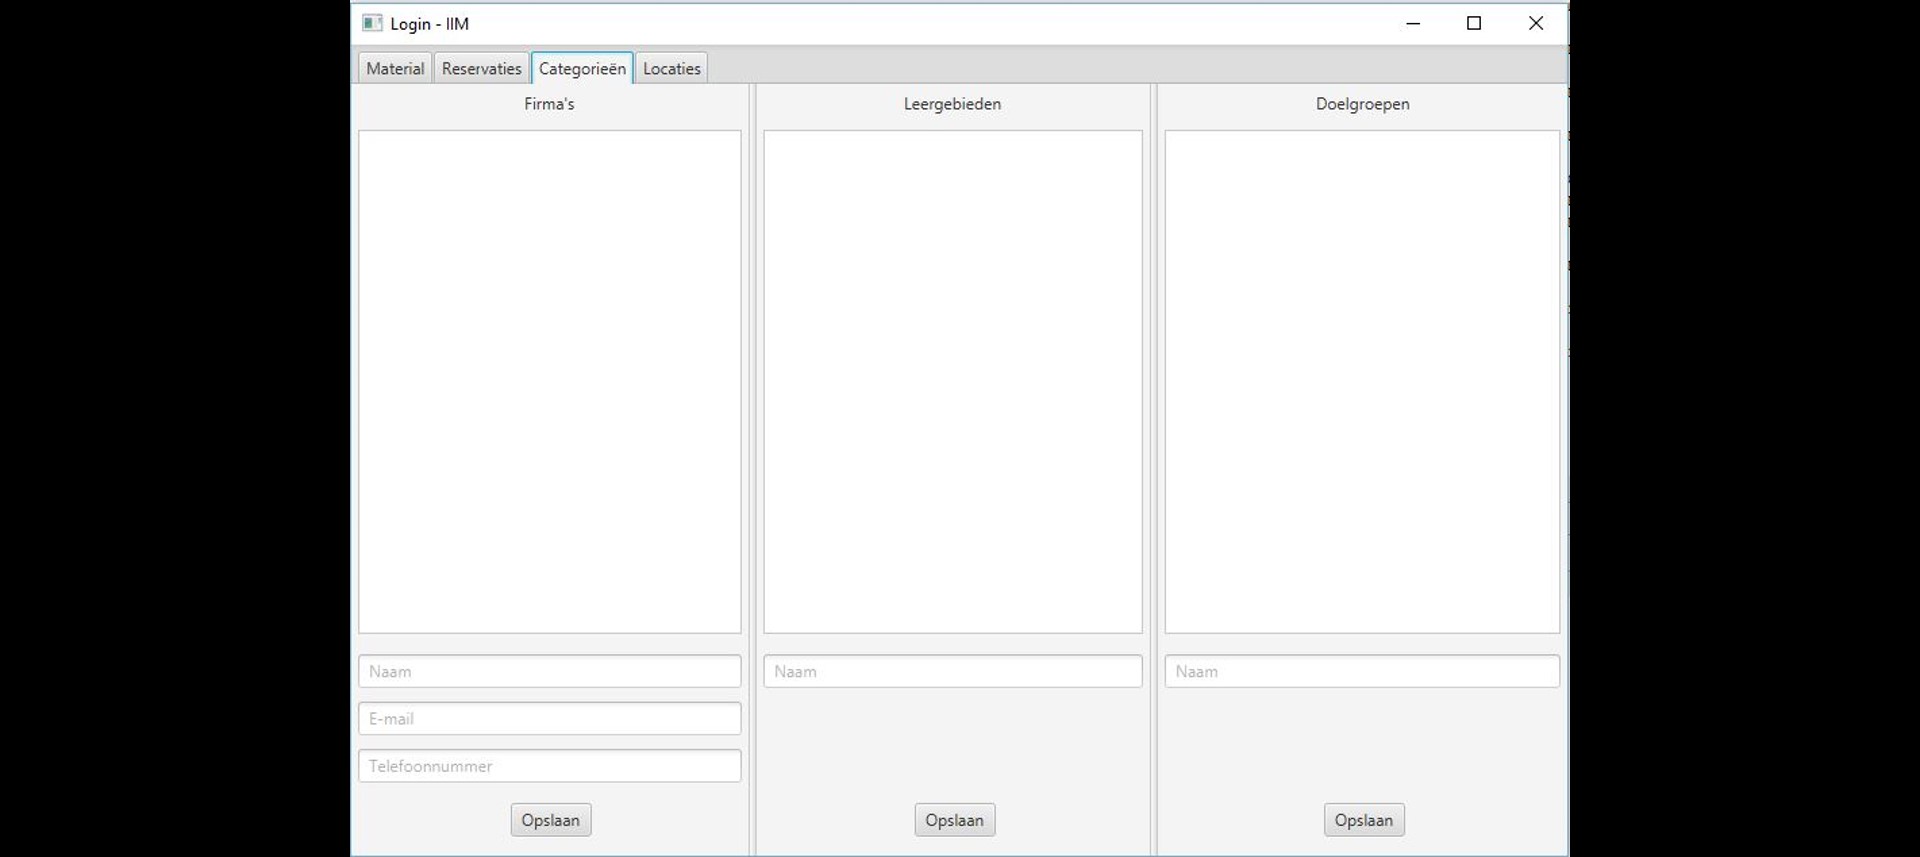 Login - IIM
Material Reservaties Categorieën Locaties
Firma's Leergebieden Doelgroepen
Naam Naam Naam
E-mail
Telefoonnummer
Opslaan Opslaan Opslaan